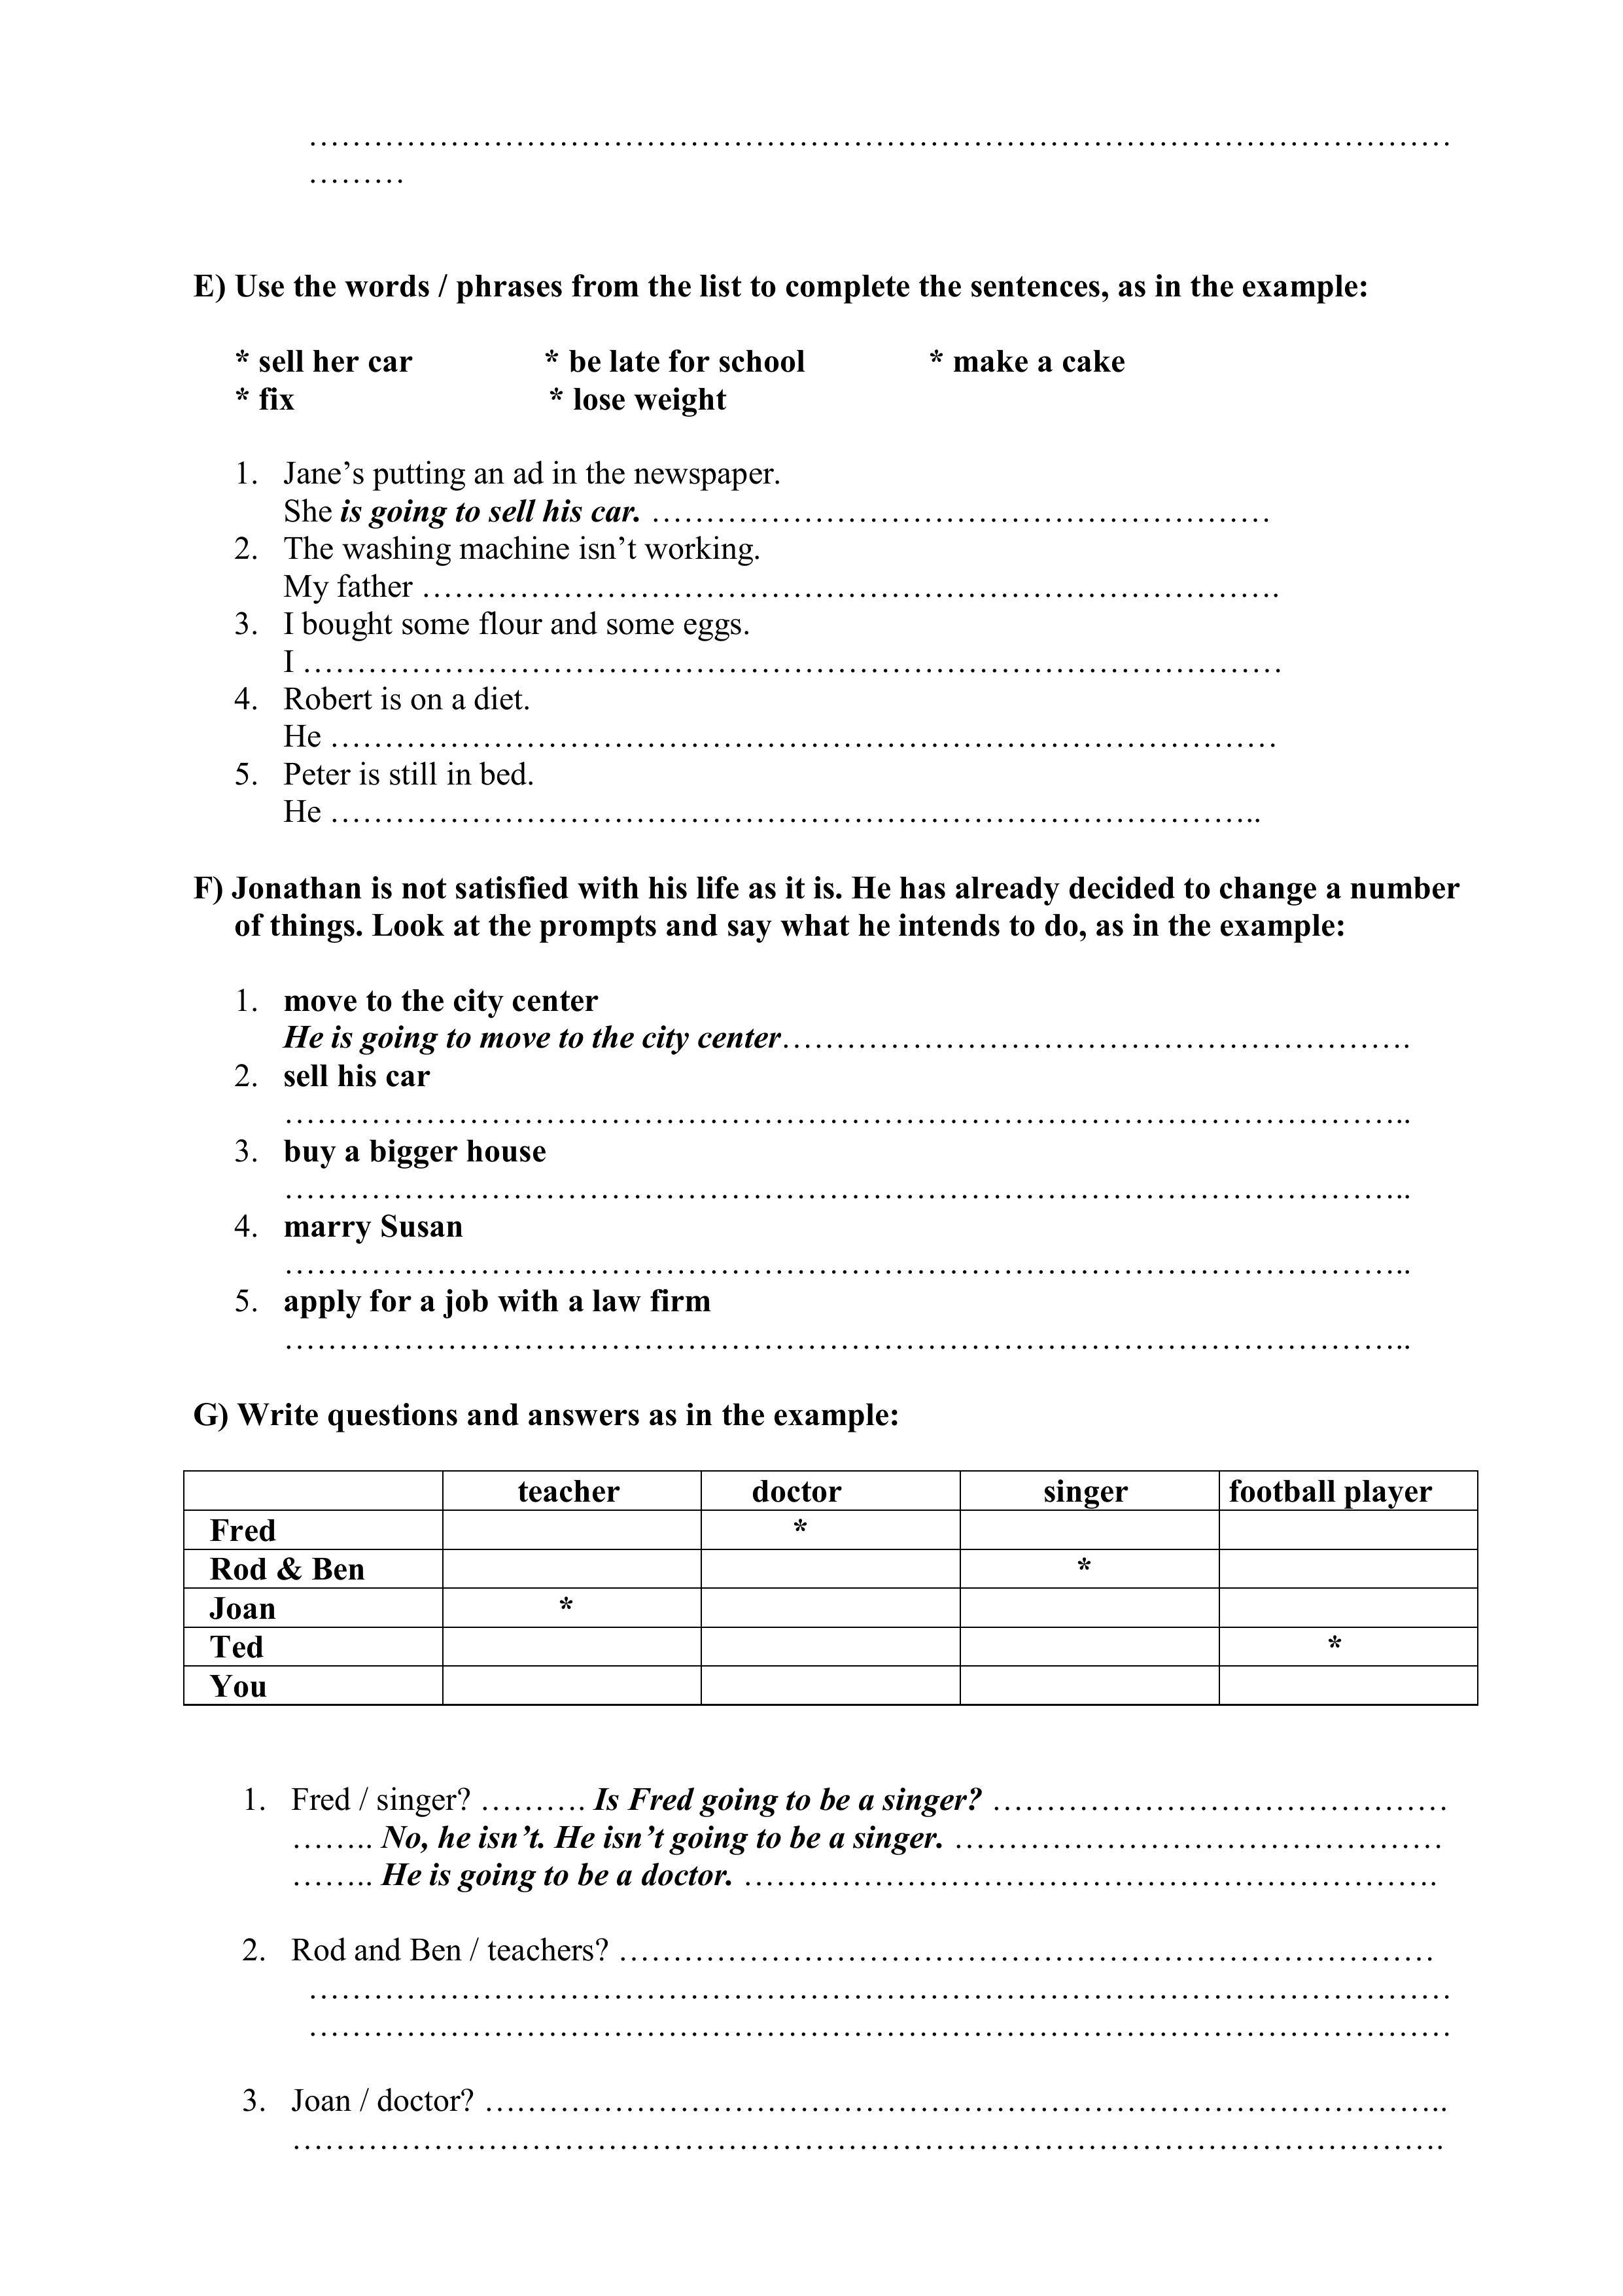 ……………………………………………………………………………………………
………
E) Use the words / phrases from the list to complete the sentences, as in the example:
* sell her car * be late for school * make a cake
* fix * lose weight
1. Jane’s putting an ad in the newspaper.
She is going to sell his car. …………………………………………………
2. The washing machine isn’t working.
My father …………………………………………………………………….
3. I bought some flour and some eggs.
I ………………………………………………………………………………
4. Robert is on a diet.
He ……………………………………………………………………………
5. Peter is still in bed.
He …………………………………………………………………………..
F) Jonathan is not satisfied with his life as it is. He has already decided to change a number
of things. Look at the prompts and say what he intends to do, as in the example:
1. move to the city center
He is going to move to the city center………………………………………………….
2. sell his car
…………………………………………………………………………………………..
3. buy a bigger house
…………………………………………………………………………………………..
4. marry Susan
…………………………………………………………………………………………..
5. apply for a job with a law firm
…………………………………………………………………………………………..
G) Write questions and answers as in the example:
teacher doctor singer football player
Fred *
Rod & Ben *
Joan *
Ted *
You
1. Fred / singer? ………. Is Fred going to be a singer? ……………………………………
…….. No, he isn’t. He isn’t going to be a singer. ………………………………………
…….. He is going to be a doctor. ……………………………………………………….
2. Rod and Ben / teachers? …………………………………………………………………
……………………………………………………………………………………………
……………………………………………………………………………………………
3. Joan / doctor? ……………………………………………………………………………..
…………………………………………………………………………………………….